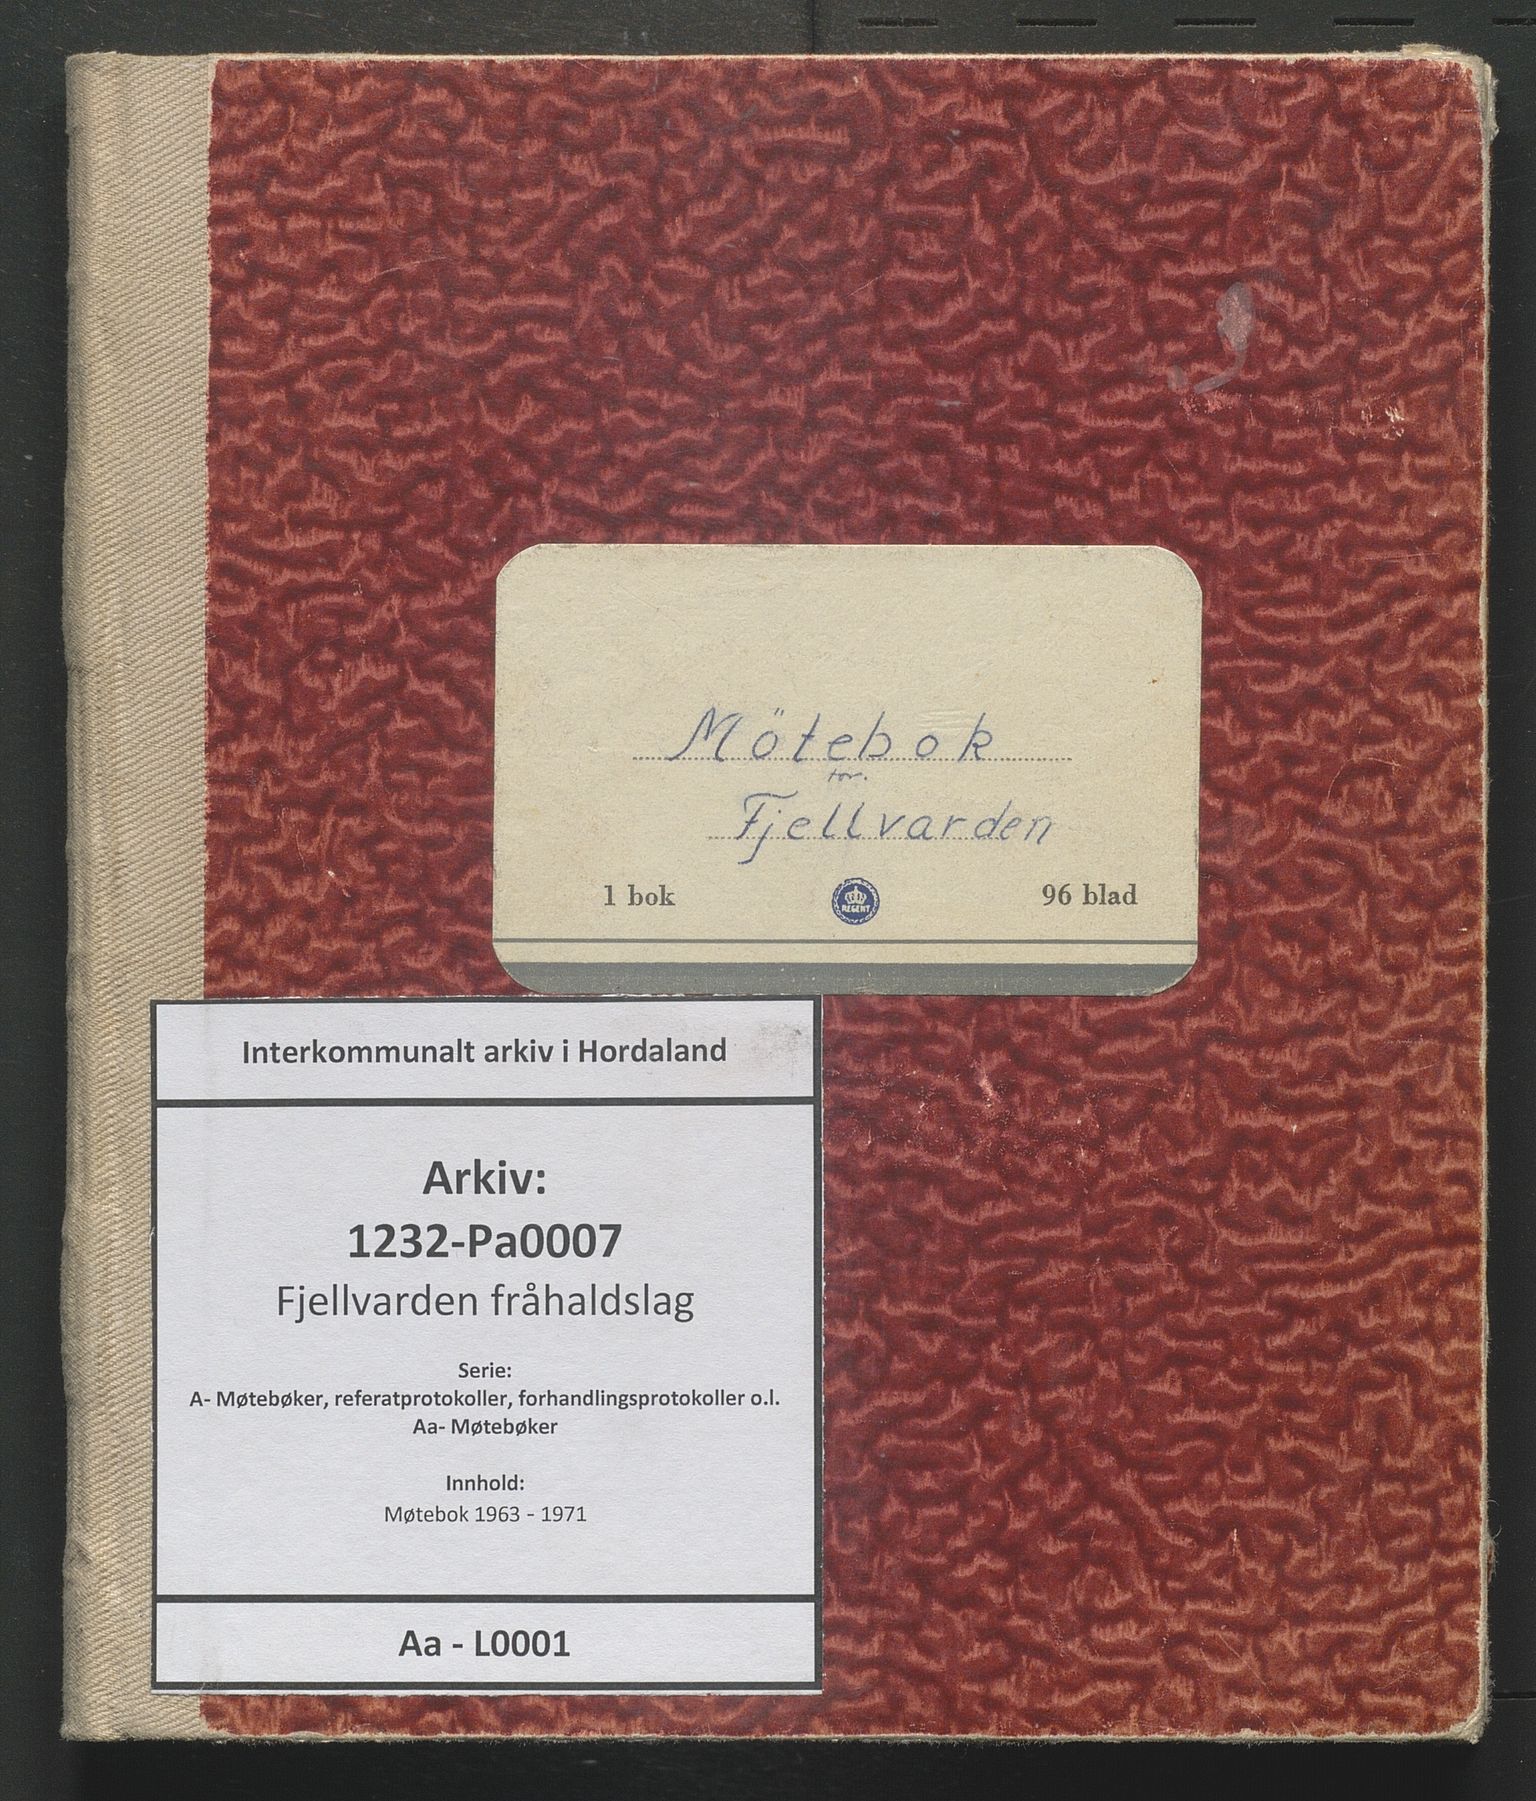 Mötebok
for.
Fjellvarden
1 bok
REGENT
96 blad
Interkommunalt arkiv i Hordaland
Arkiv:
1232-Pa0007
Fjellvarden fråhaldslag
Serie:
A- Møtebøker, referatprotokoller, forhandlingsprotokoller o.l.
Aa- Møtebøker
Innhold:
Møtebok 1963 - 1971
Aa - L0001